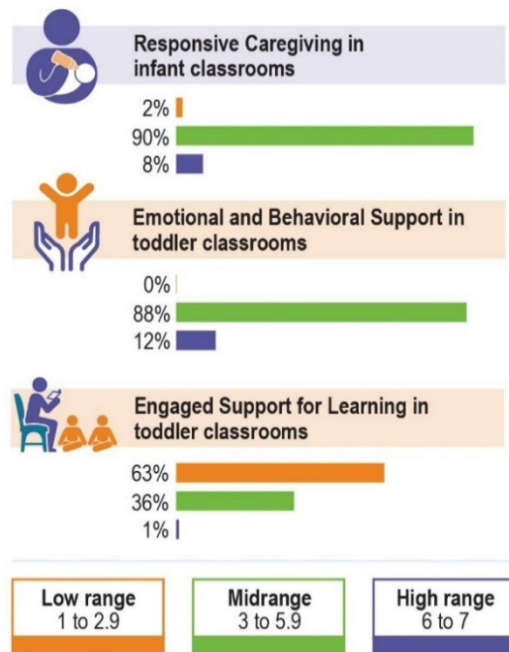 Responsive Caregiving in
infant classrooms
2%
90%
8%
Emotional and Behavioral Support in
toddler classrooms
0%
88%
12%
Engaged Support for Learning in
toddler classrooms
63%
36%
1%
Low range
1 to 2.9
Midrange
3 to 5.9
High range
6 to 7